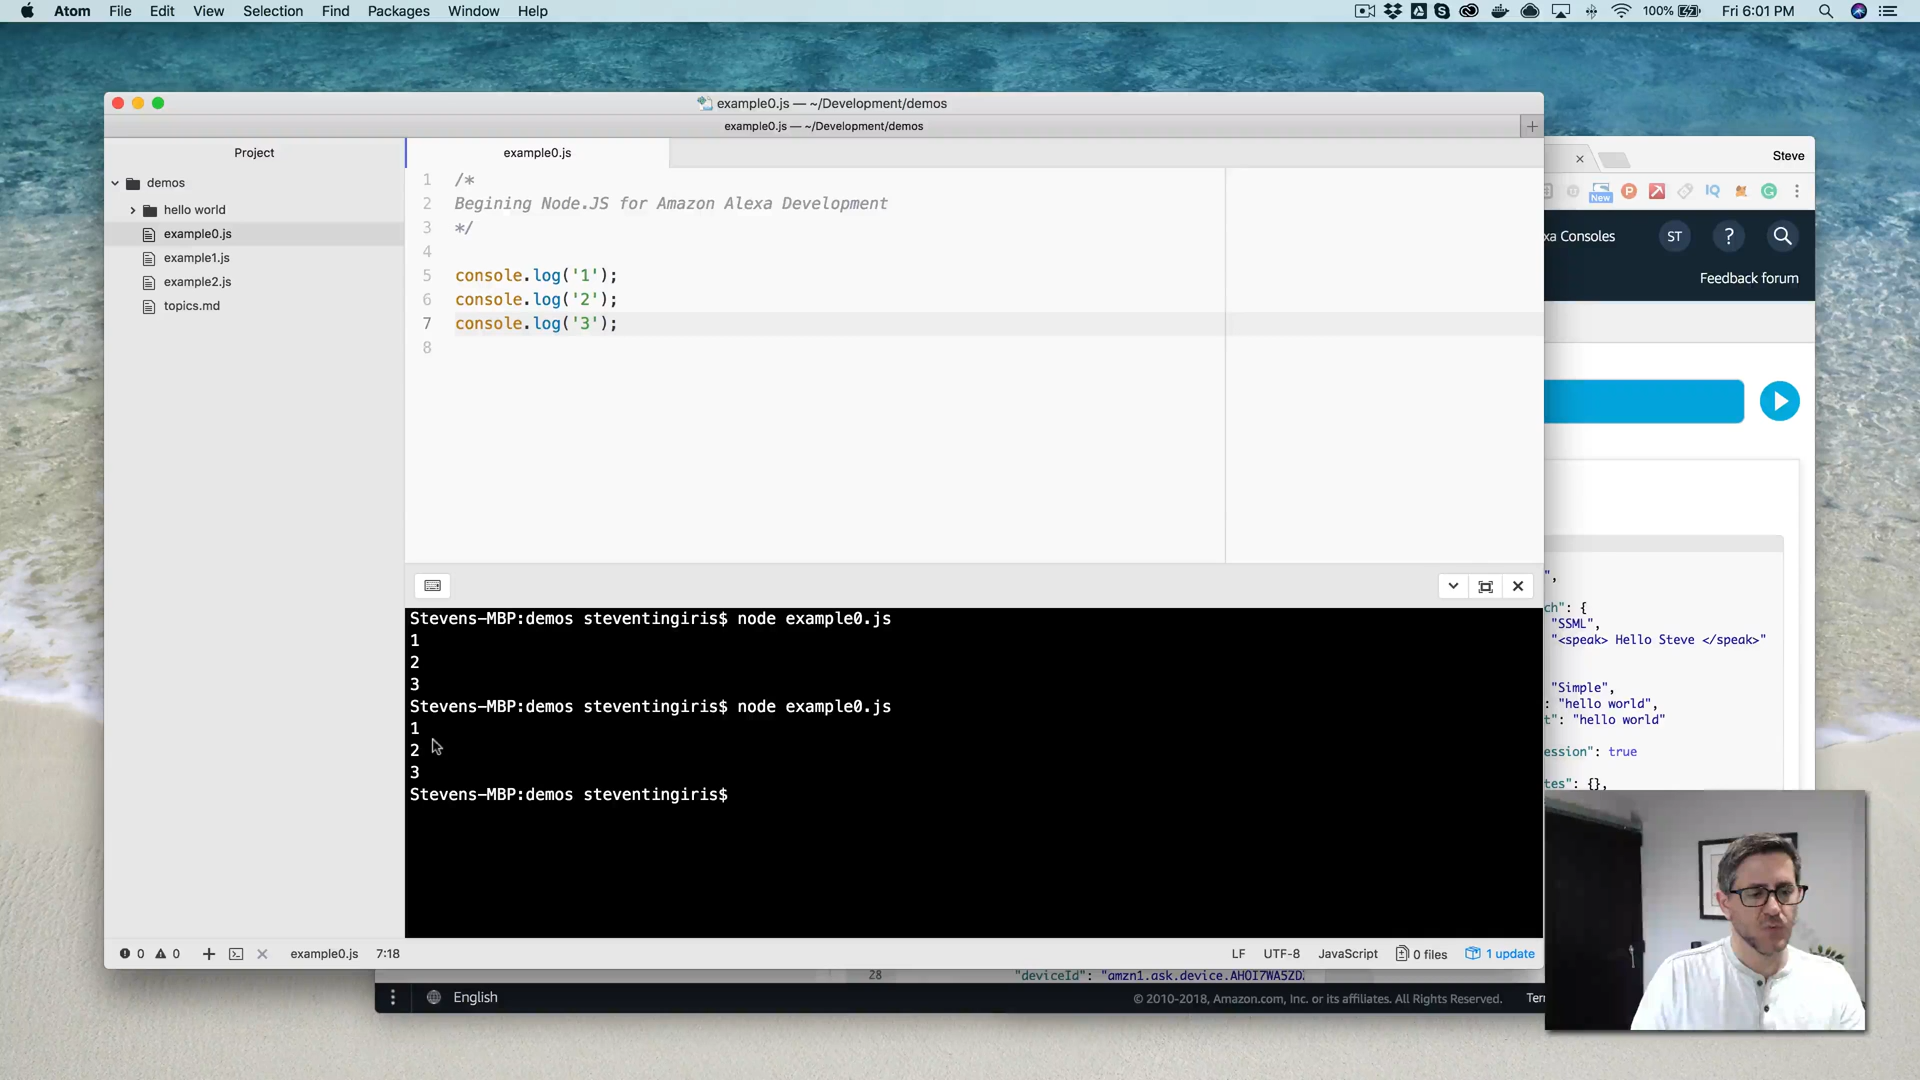 Atom File Edit View Selection Find Packages Window Help
100% Fri 6:01 PM
example0.js — ~/Development/demos
example0.js — ~/Development/demos
Project
demos
hello world
example0.js
example1.js
example2.js
topics.md
example0.js
1 /*
2 Begining Node.JS for Amazon Alexa Development
3 */
4
5 console.log('1');
6 console.log('2');
7 console.log('3');
8
Stevens-MBP:demos steventingiris$ node example0.js
1
2
3
Stevens-MBP:demos steventingiris$ node example0.js
1
2
3
Stevens-MBP:demos steventingiris$
0 0 example0.js 7:18
LF UTF-8 JavaScript 0 files 1 update
Steve
New
IQ
xa Consoles ST ?
Feedback forum
",
ch": {
"SSML",
"<speak> Hello Steve </speak>"
"Simple",
: "hello world",
t": "hello world"
ession": true
tes": {},
28 "deviceId": "amzn1.ask.device.AHOI7WA5ZD
English
© 2010-2018, Amazon.com, Inc. or its affiliates. All Rights Reserved. Ter